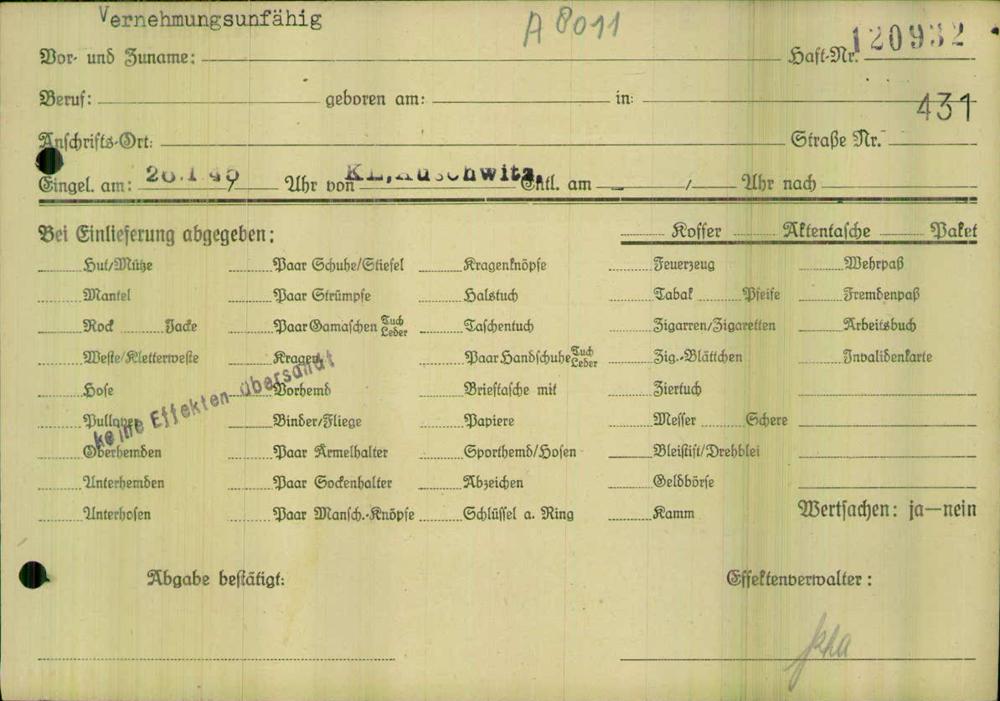 Vernehmungsunfähig
A 8011
Vor- und Zuname: Haft-Nr. 120932
Beruf: geboren am: in: 431
Anschrifts-Ort: Straße Nr.
Eingel. am: 26.1 45 / Uhr von KL. Auschwitz, Entl. am / Uhr nach
Bei Einlieferung abgegeben: Koffer Aktentasche Paket
Hut/Mütze Paar Schuhe/Stiefel Kragenknöpfe Feuerzeug Wehrpaß
Mantel Paar Strümpfe Halstuch Tabak Pfeife Fremdenpaß
Rock Jacke Paar Gamaschen Tuch Leder Taschentuch Zigarren/Zigaretten Arbeitsbuch
Weste/Kletterweste Kragen Paar Handschuhe Tuch Leder Zig.-Blättchen Invalidenkarte
Hose Vorhemd Brieftasche mit Ziertuch
Pullover Binder/Fliege Papiere Messer Schere
keine Effekten übersandt
Oberhemden Paar Ärmelhalter Sporthemd/Hosen Bleistift/Drehblei
Unterhemden Paar Sockenhalter Abzeichen Geldbörse
Unterhosen Paar Mansch.-Knöpfe Schlüssel a. Ring Kamm Wertsachen: ja—nein
Abgabe bestätigt: Effektenverwalter: